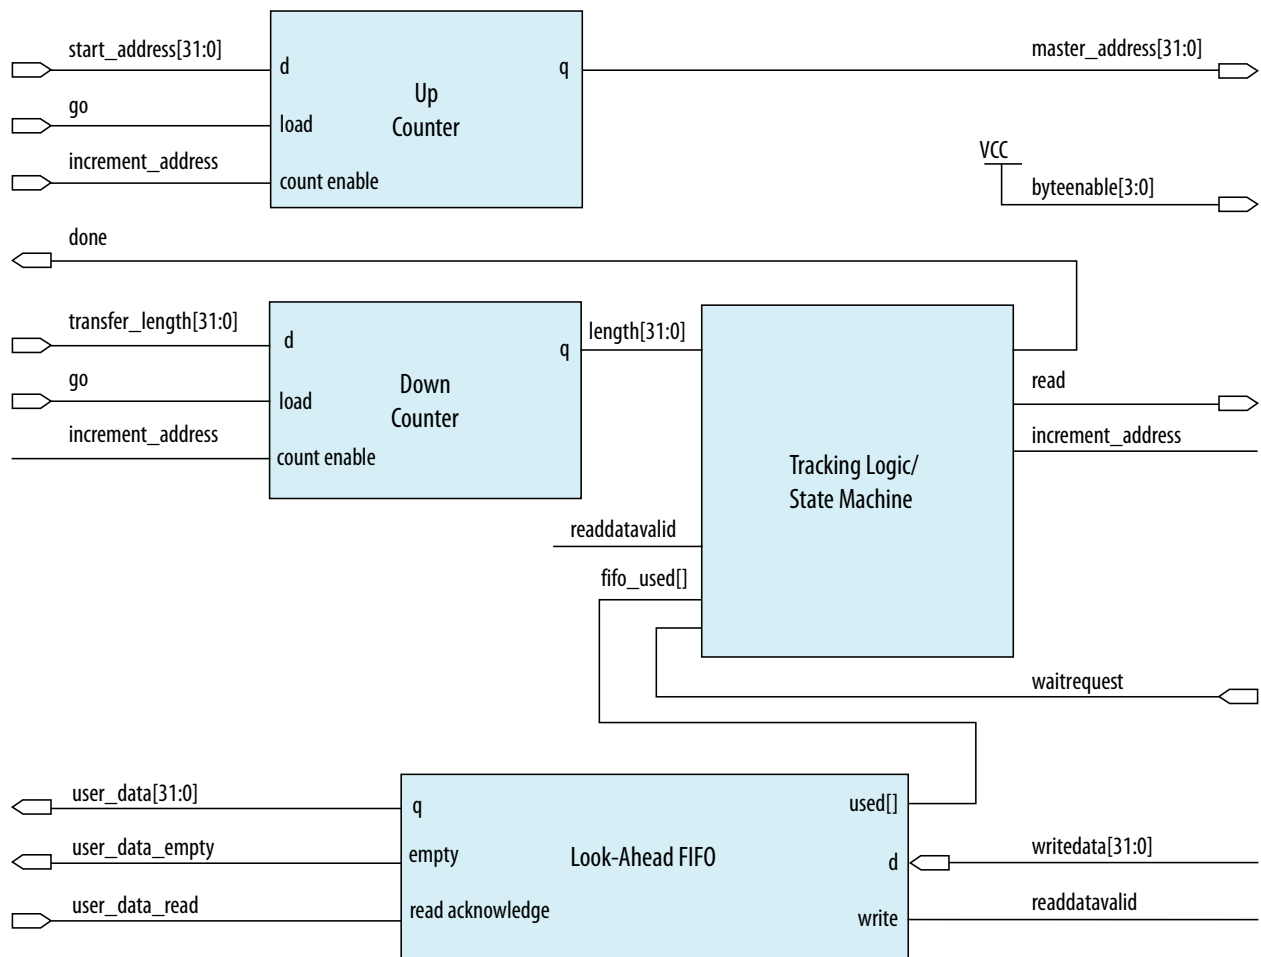 start_address[31:0]
d
q
master_address[31:0]
go
Up
Counter
load
increment_address
count enable
VCC
byteenable[3:0]
done
transfer_length[31:0]
d
q
length[31:0]
go
Down
Counter
load
read
increment_address
count enable
increment_address
Tracking Logic/
State Machine
readdatavalid
fifo_used[]
waitrequest
user_data[31:0]
q
used[]
user_data_empty
empty
Look-Ahead FIFO
d
writedata[31:0]
user_data_read
read acknowledge
write
readdatavalid